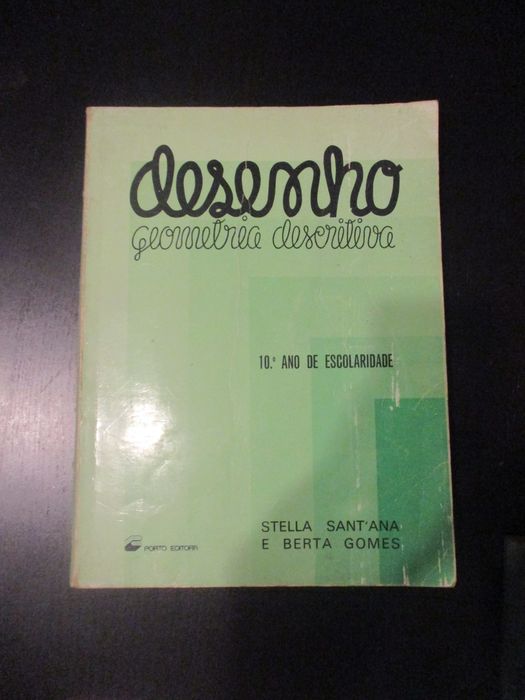 desenho
geometria descritiva
10.º ANO DE ESCOLARIDADE
STELLA SANT'ANA
E BERTA GOMES
PORTO EDITORA